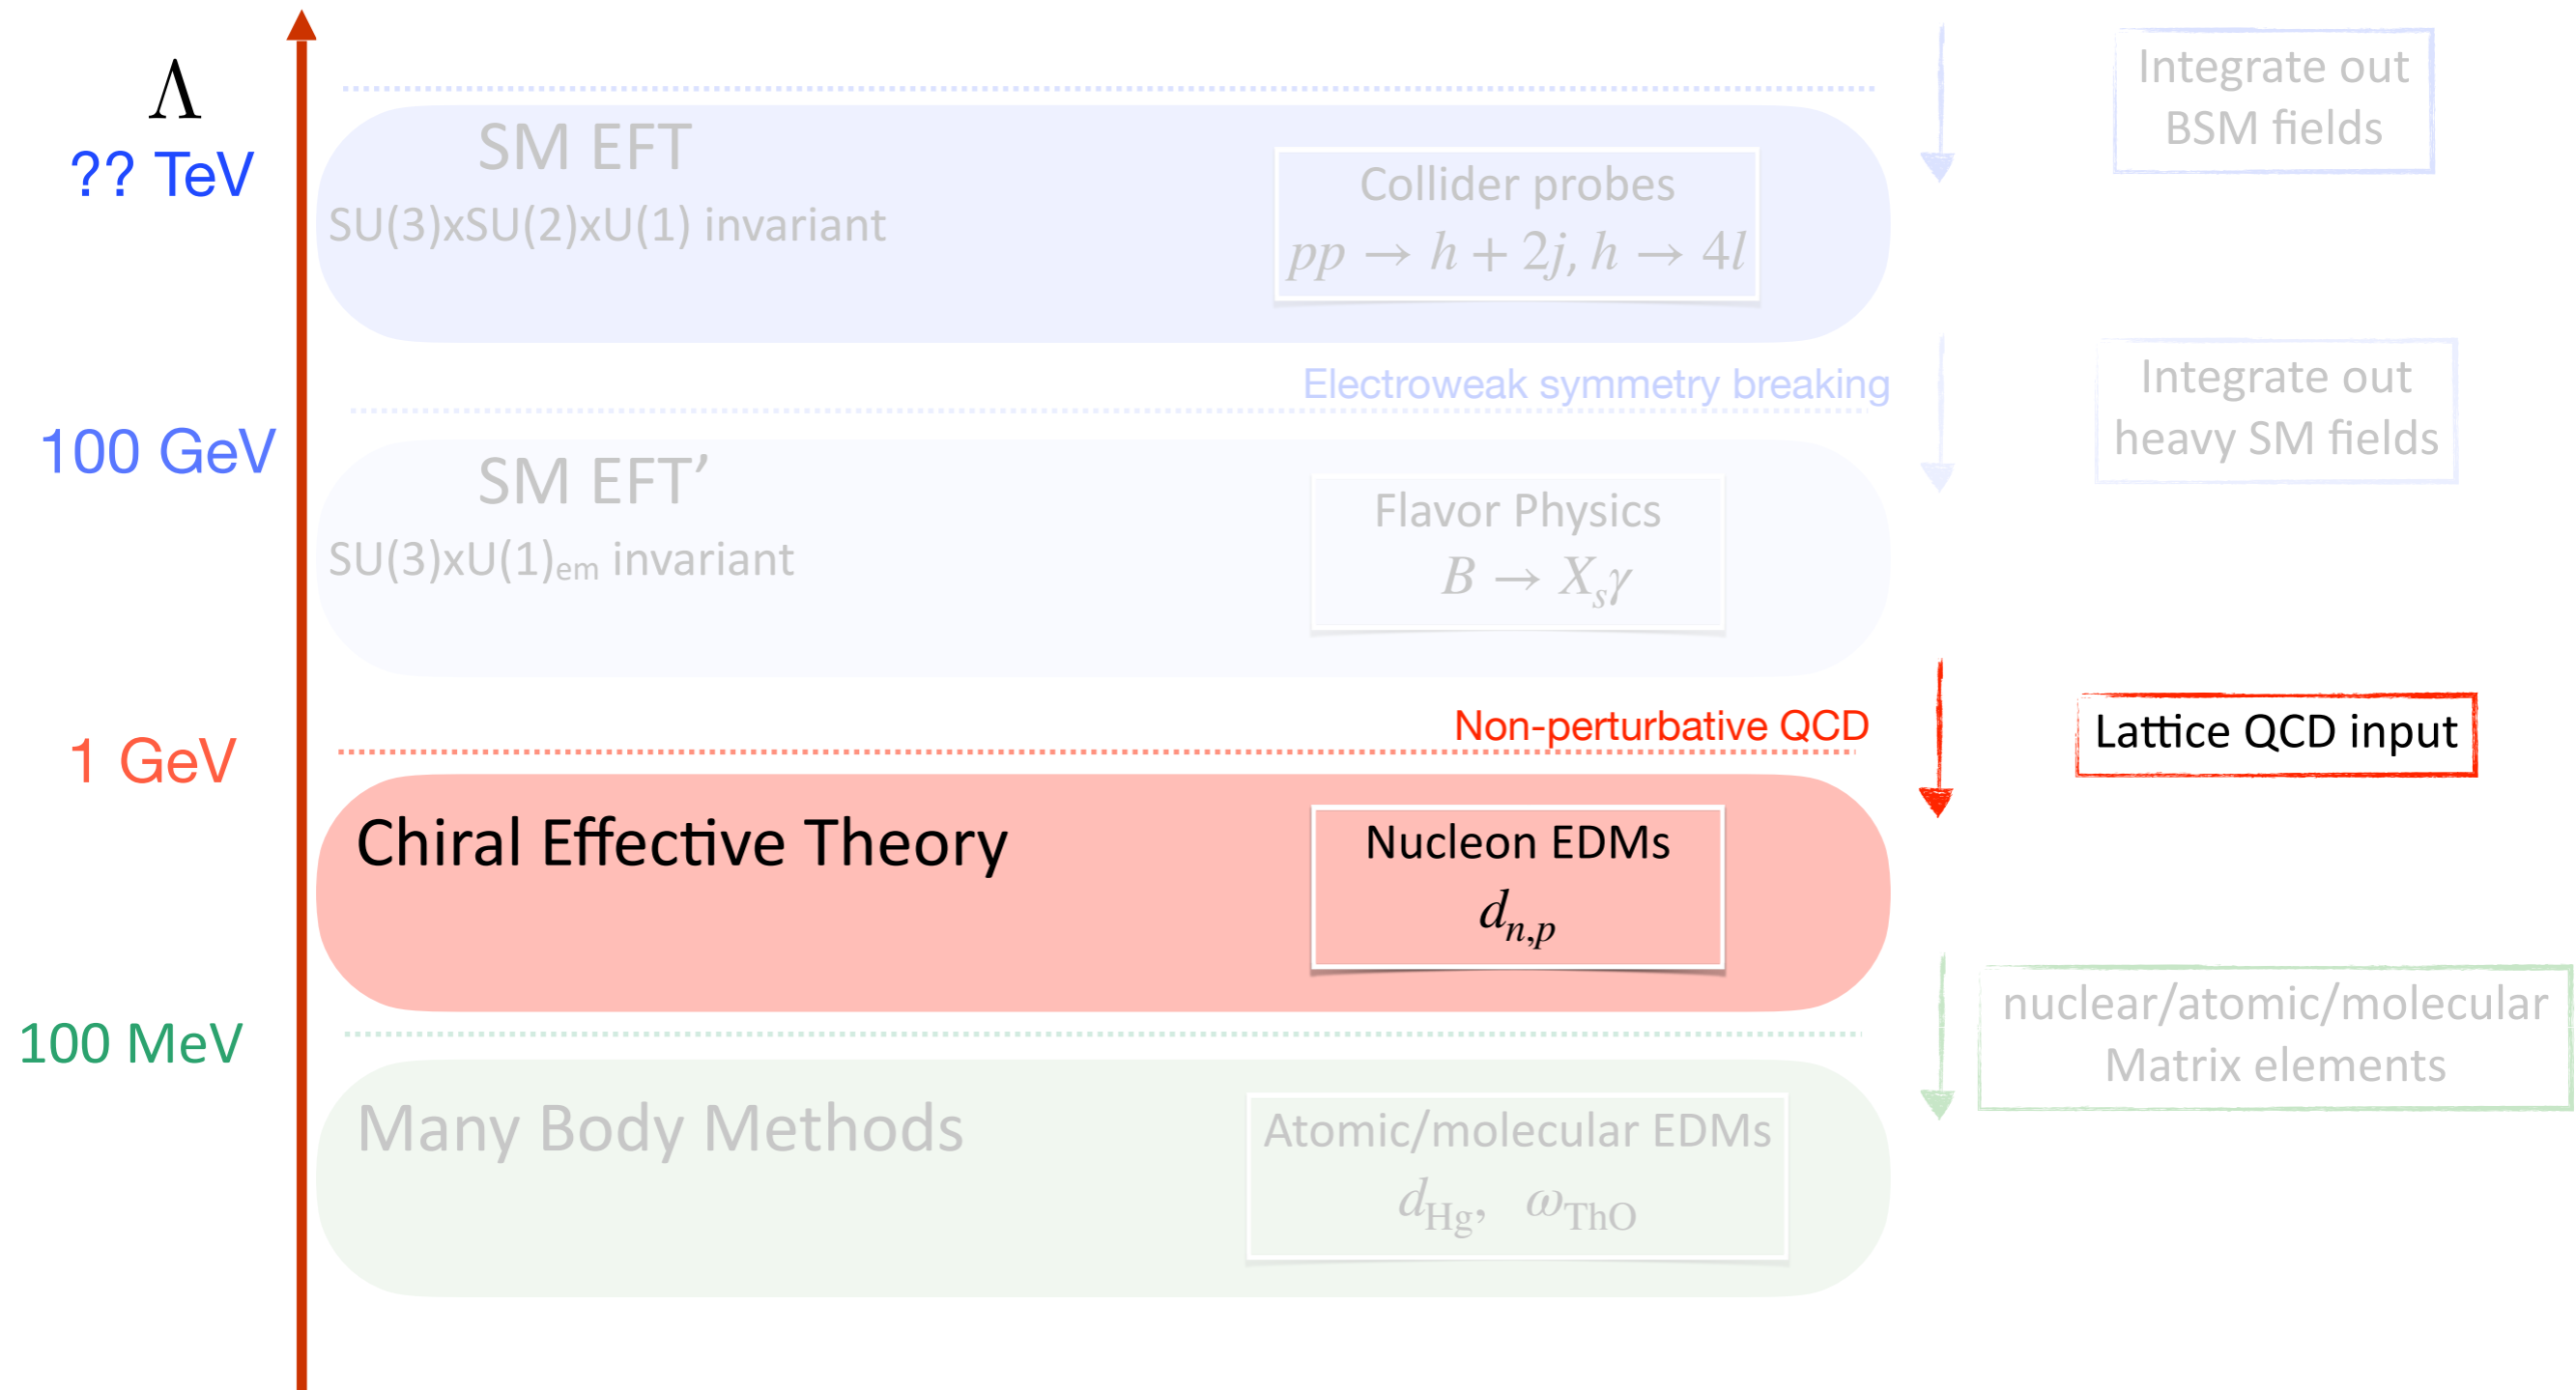 Λ
?? TeV
SM EFT
SU(3)xSU(2)xU(1) invariant
Collider probes
pp → h + 2j, h → 4l
Integrate out
BSM fields
Electroweak symmetry breaking
100 GeV
SM EFT’
SU(3)xU(1)em invariant
Flavor Physics
B → Xsγ
Integrate out
heavy SM fields
Non-perturbative QCD
1 GeV
Lattice QCD input
Chiral Effective Theory
Nucleon EDMs
dn,p
100 MeV
nuclear/atomic/molecular
Matrix elements
Many Body Methods
Atomic/molecular EDMs
dHg, ωThO